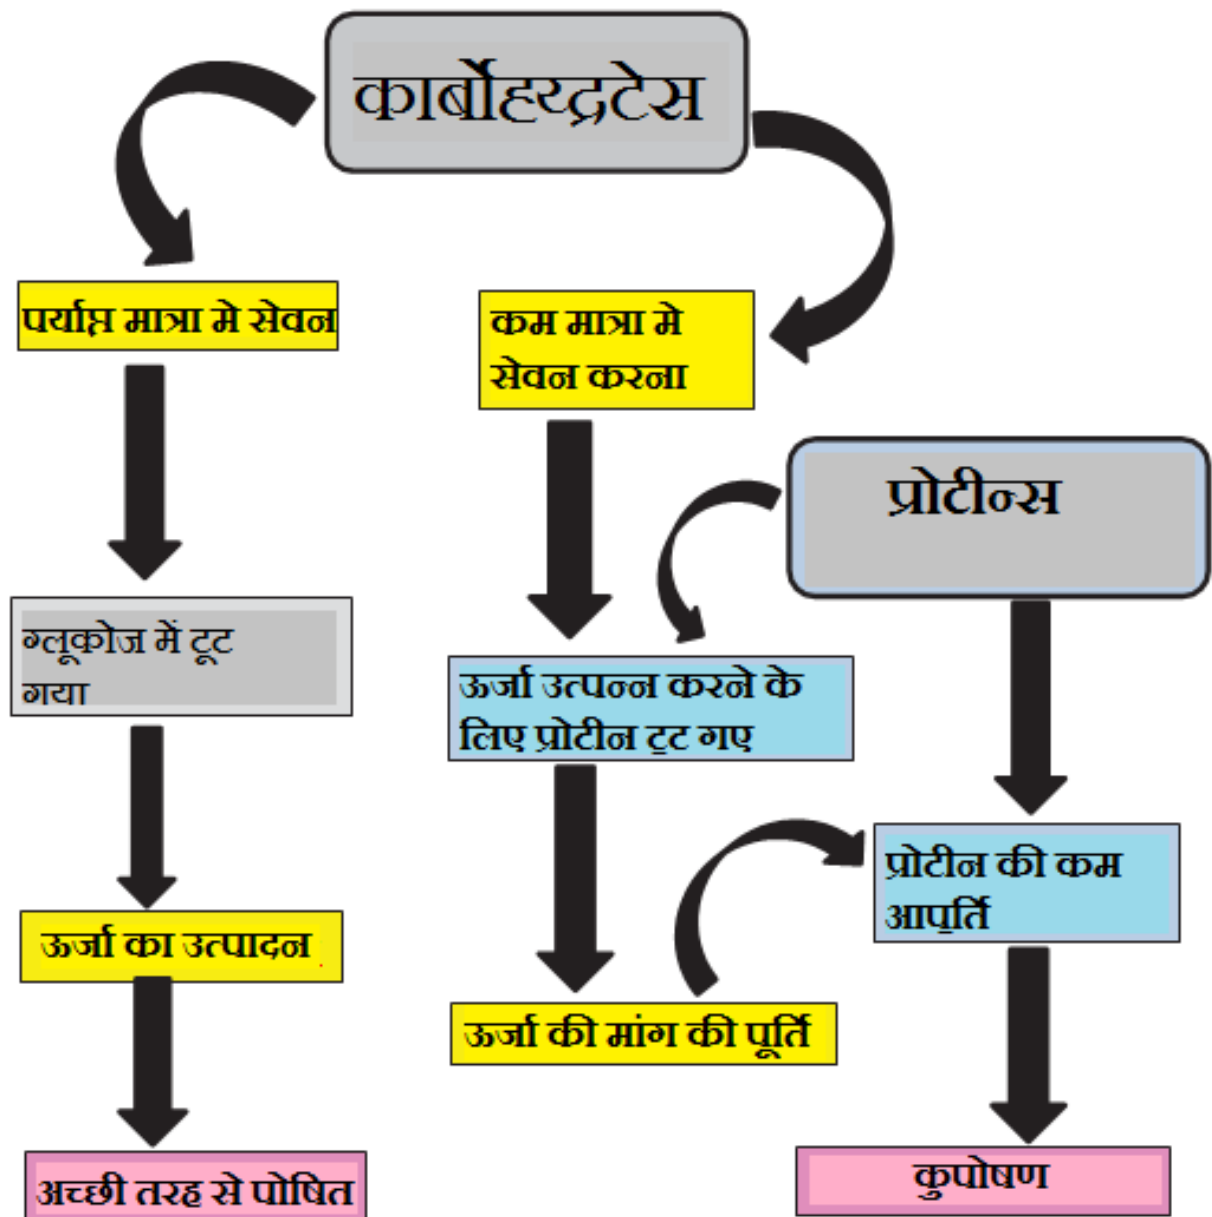 कार्बोह्य्द्रटेस
पर्याप्त मात्रा मे सेवन
कम मात्रा मे
सेवन करना
प्रोटीन्स
ग्लूकोज में टूट
गया
ऊर्जा उत्पन्न करने के
लिए प्रोटीन टूट गए
प्रोटीन की कम
आपूर्ति
ऊर्जा का उत्पादन
ऊर्जा की मांग की पूर्ति
अच्छी तरह से पोषित
कुपोषण